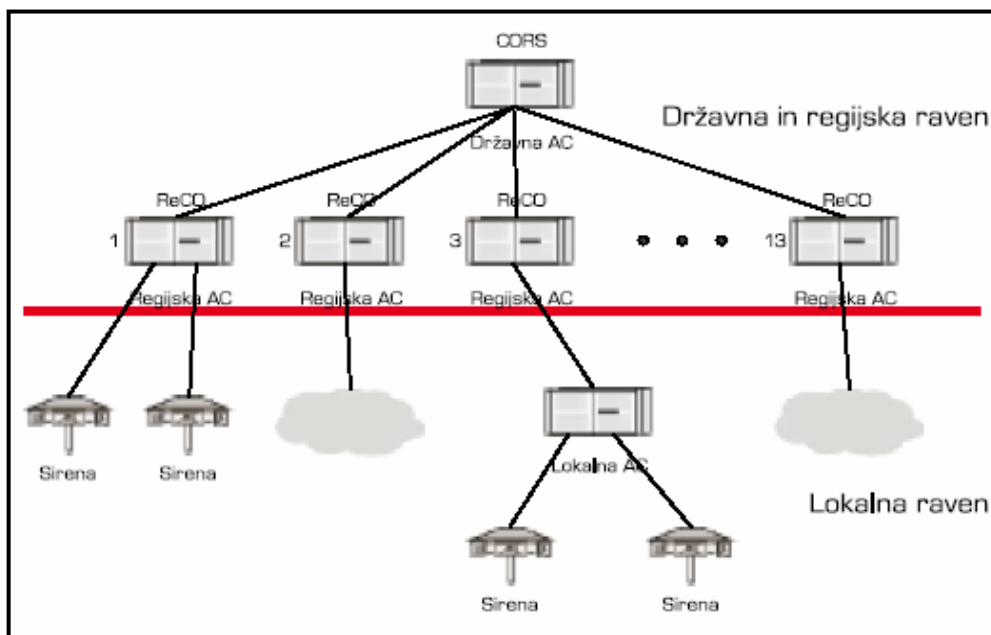 CORS
Državna in regijska raven
Državna AC
ReCO ReCO ReCO ReCO
1 2 3 13
Regijska AC Regijska AC Regijska AC Regijska AC
Sirena Sirena
Lokalna AC
Lokalna raven
Sirena Sirena